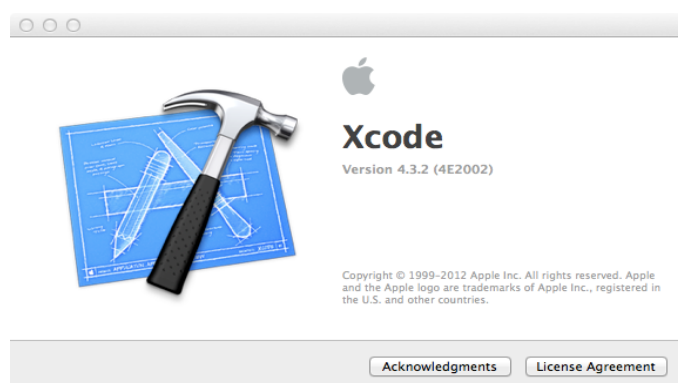 Xcode
Version 4.3.2 (4E2002)
Copyright © 1999-2012 Apple Inc. All rights reserved. Apple
and the Apple logo are trademarks of Apple Inc., registered in
the U.S. and other countries.
Acknowledgments
License Agreement